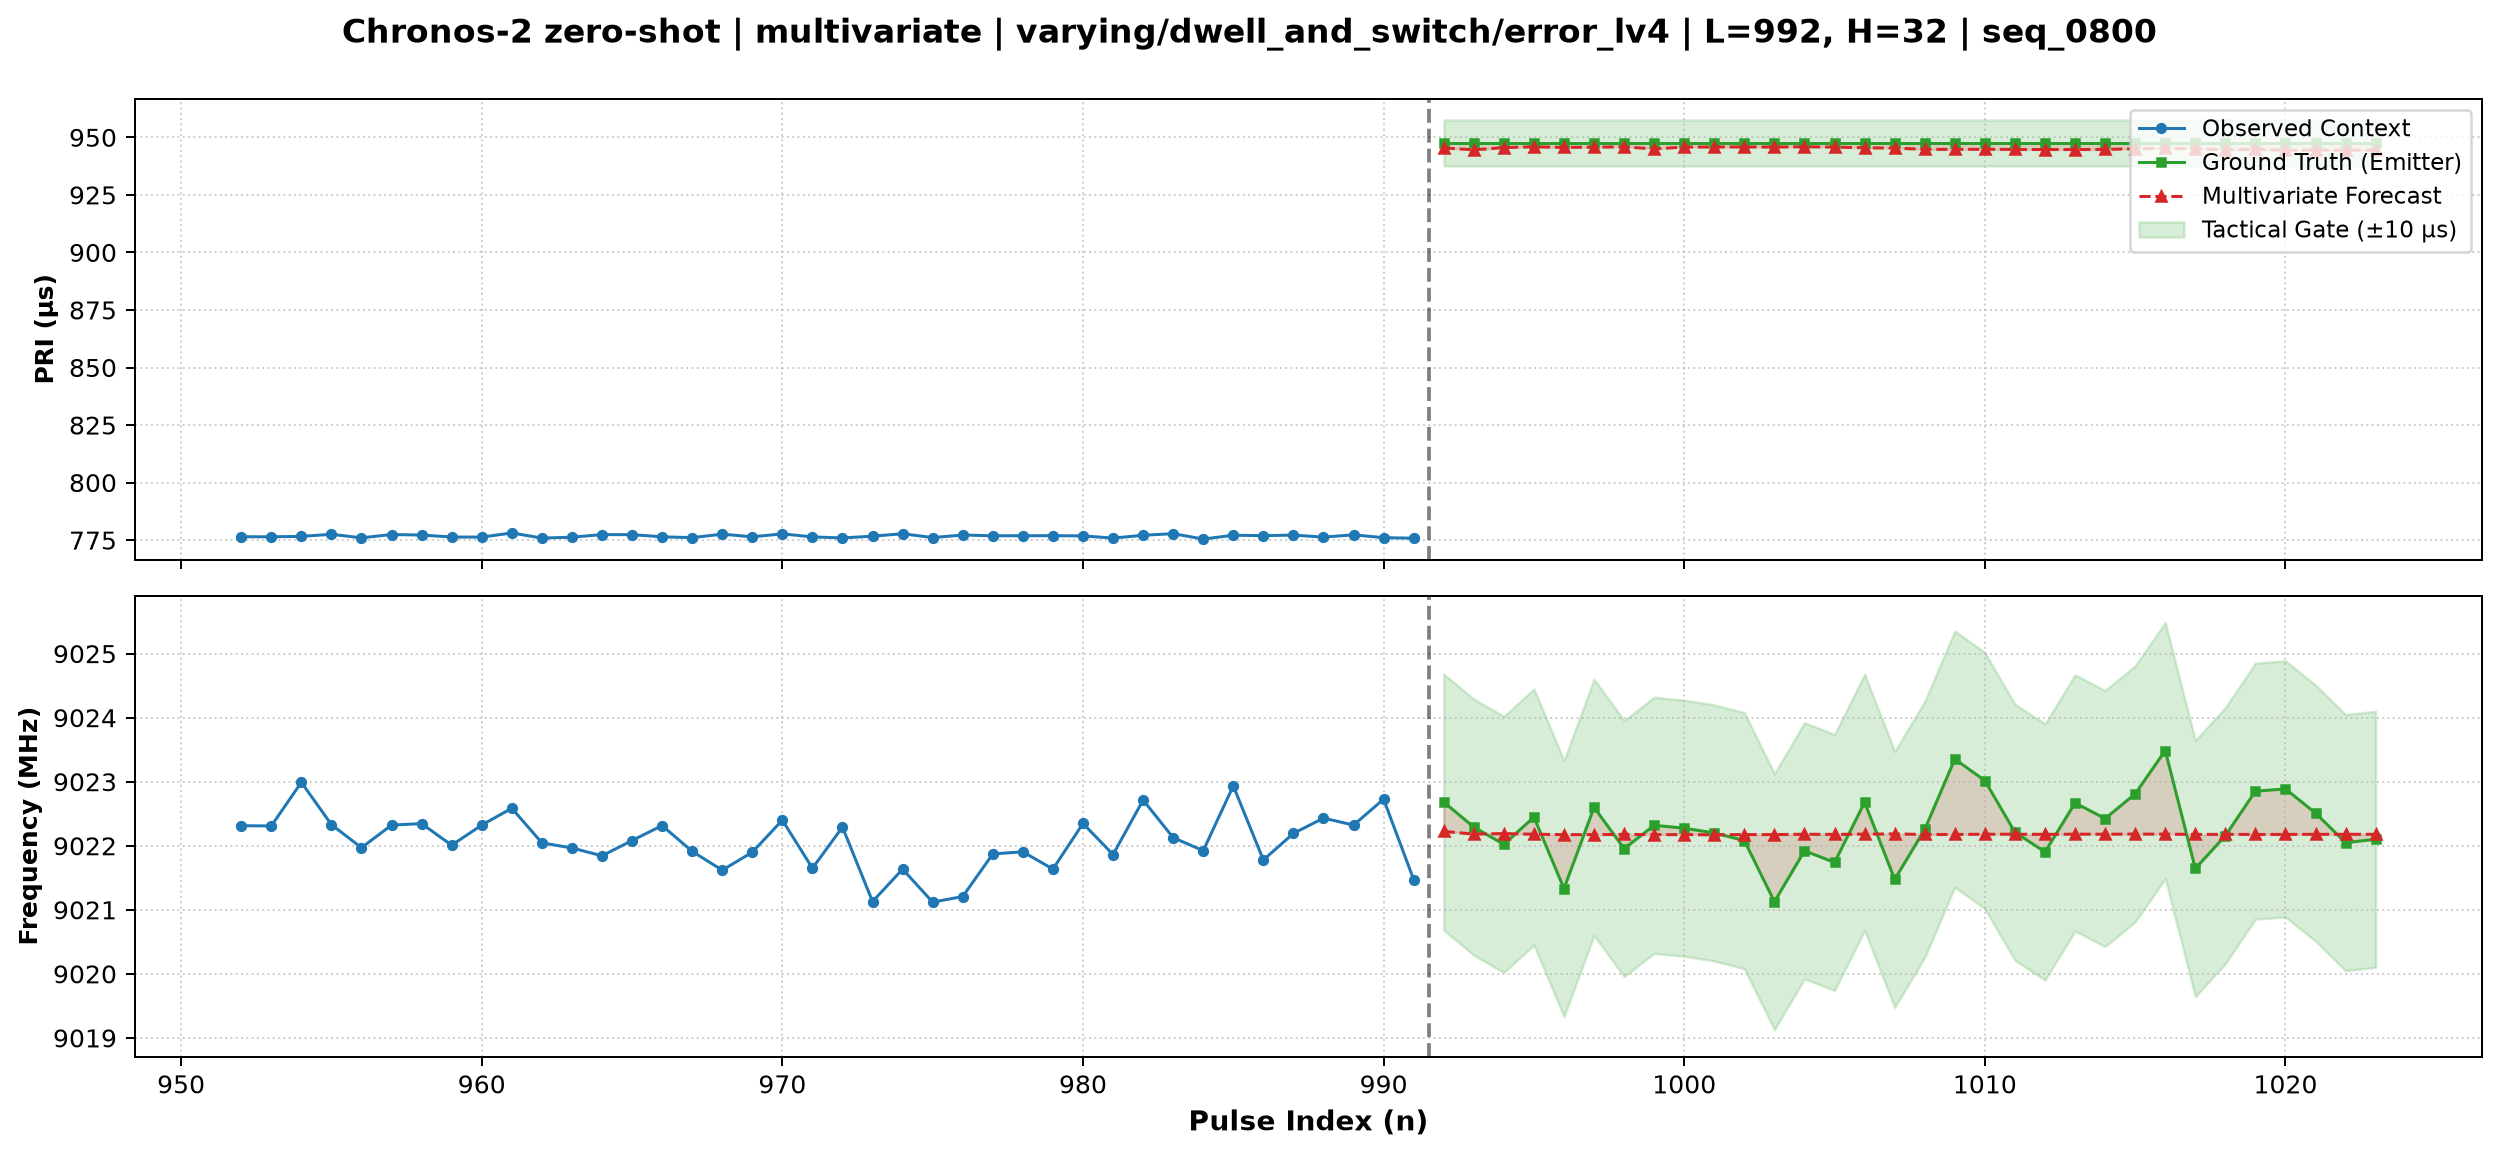 Chronos-2 zero-shot | multivariate | varying/dwell_and_switch/error_lv4 | L=992, H=32 | seq_0800
950
925
900
875
850
825
800
775
PRI (µs)
Observed Context
Ground Truth (Emitter)
Multivariate Forecast
Tactical Gate (±10 µs)
9025
9024
9023
9022
9021
9020
9019
Frequency (MHz)
950 960 970 980 990 1000 1010 1020
Pulse Index (n)